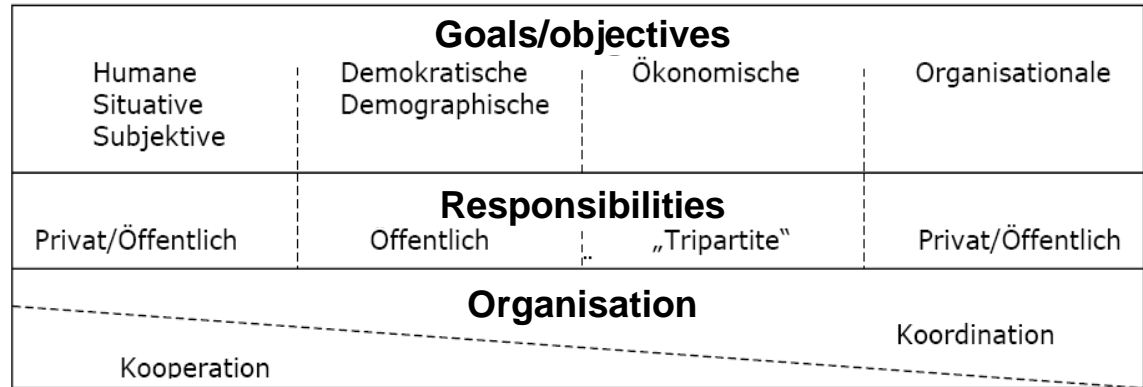 Goals/objectives
Humane Demokratische Ökonomische Organisationale
Situative Demographische
Subjektive
Responsibilities
Privat/Öffentlich Offentlich „Tripartite“ Privat/Öffentlich
Organisation
Koordination
Kooperation